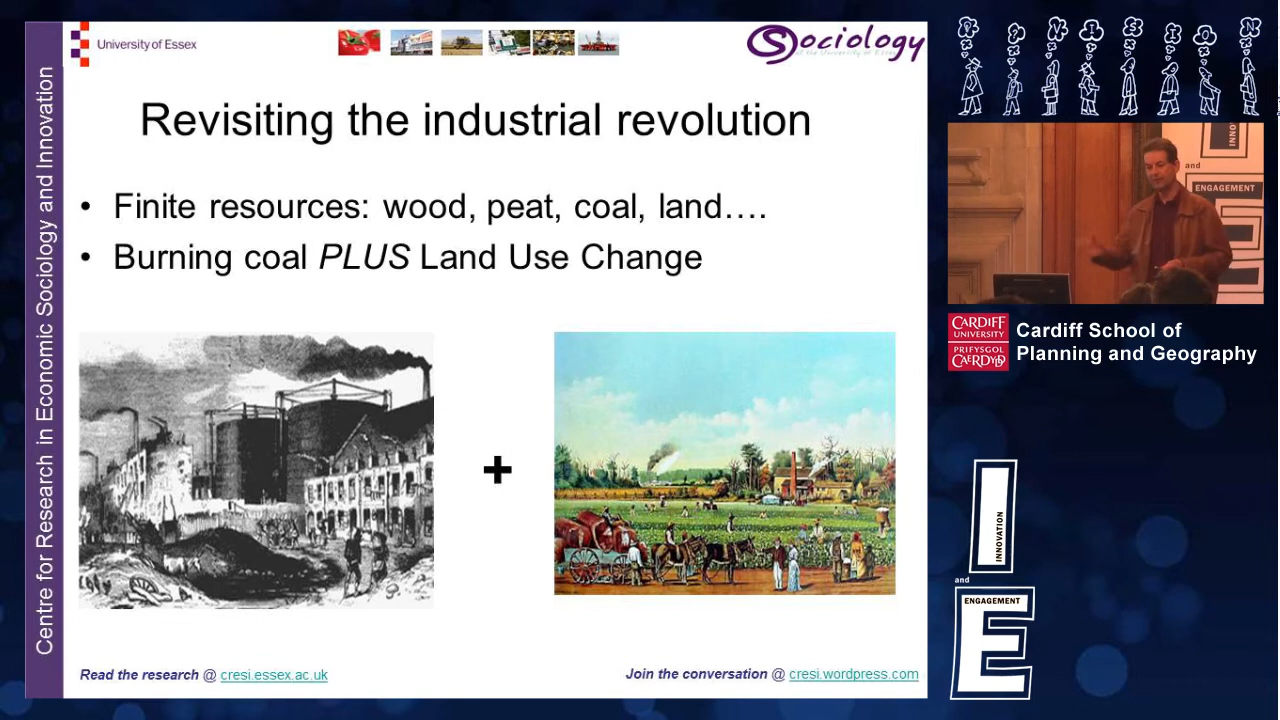 University of Essex
Sociology
Centre for Research in Economic Sociology and Innovation
Revisiting the industrial revolution
• Finite resources: wood, peat, coal, land….
• Burning coal PLUS Land Use Change
+
Read the research @ cresi.essex.ac.uk
Join the conversation @ cresi.wordpress.com
and
ENGAGEMENT
CARDIFF
UNIVERSITY
PRIFYSGOL
CAERDYDD
Cardiff School of
Planning and Geography
INNOVATION
and
ENGAGEMENT